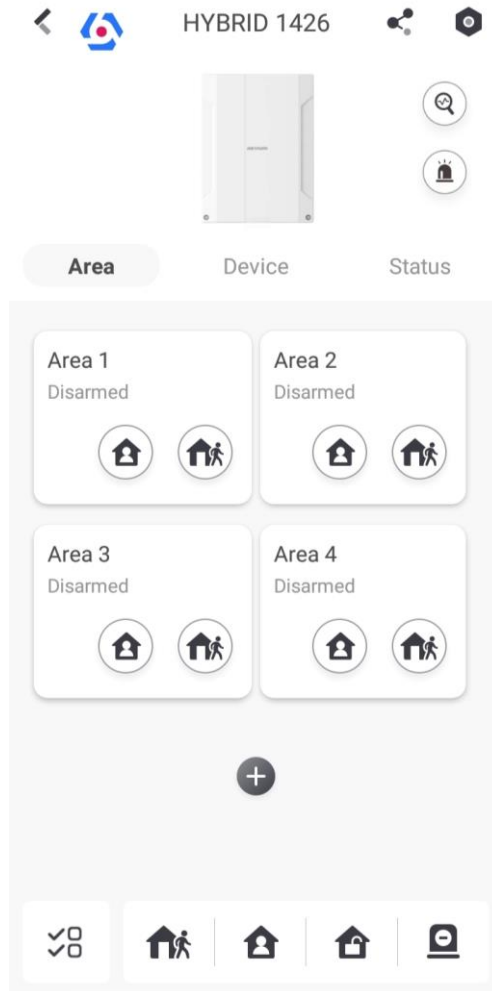 HYBRID 1426
Area
Device
Status
Area 1
Disarmed
Area 2
Disarmed
Area 3
Disarmed
Area 4
Disarmed